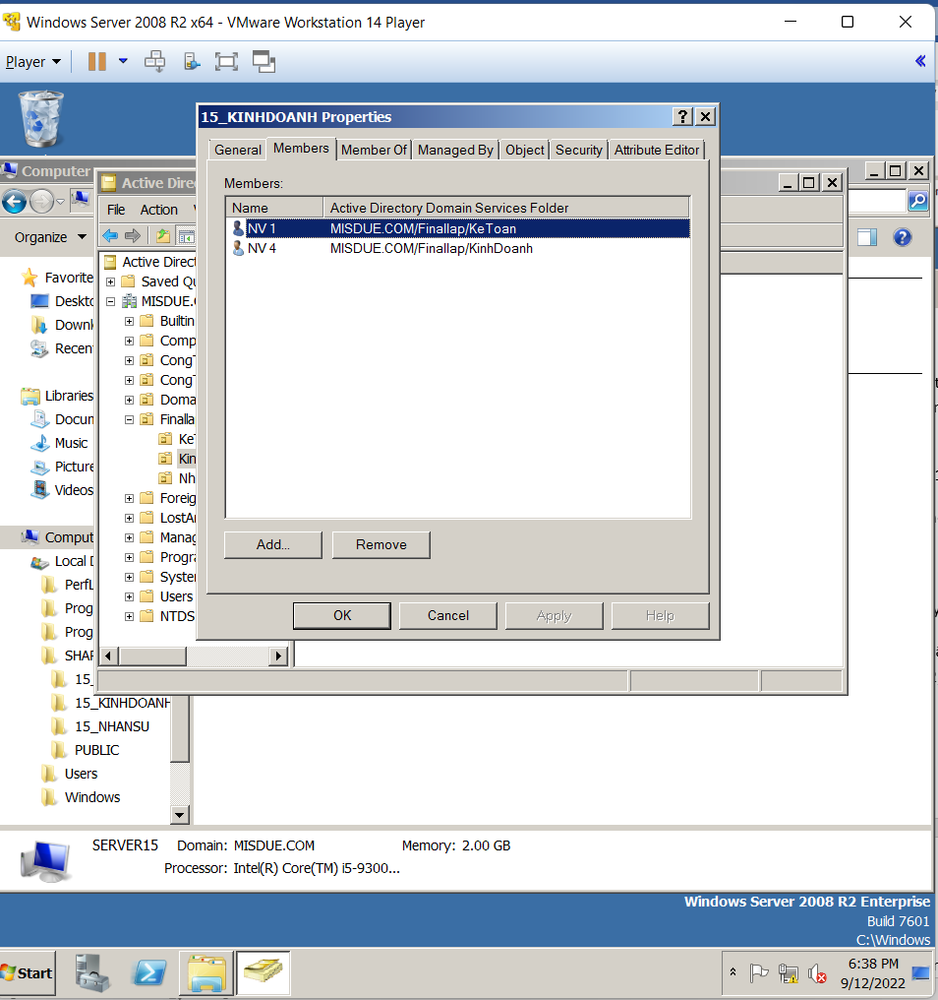 Windows Server 2008 R2 x64 - VMware Workstation 14 Player
Player
15_KINHDOANH Properties
General Members Member Of Managed By Object Security Attribute Editor
Members:
Name Active Directory Domain Services Folder
NV 1 MISDUE.COM/Finallap/KeToan
NV 4 MISDUE.COM/Finallap/KinhDoanh
Add... Remove
OK Cancel Apply Help
Computer
Organize
Favorite
Deskto
Down
Recen
Libraries
Docun
Music
Picture
Videos
Comput
Local D
PerfL
Prog
Prog
SHAR
15_
15_KINHDOANH
15_NHANSU
PUBLIC
Users
Windows
Active Dire
File Action
Active Direct
Saved Qu
MISDUE.
Builtin
Comp
CongT
CongT
Doma
Finalla
KeT
Kin
Nh
Foreig
LostAn
Manag
Progra
System
Users
NTDS
SERVER15 Domain: MISDUE.COM Memory: 2.00 GB
Processor: Intel(R) Core(TM) i5-9300...
Windows Server 2008 R2 Enterprise
Build 7601
C:\Windows
Start
6:38 PM
9/12/2022